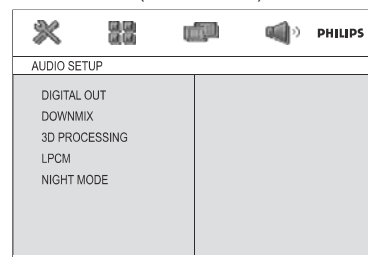 PHILIPS
AUDIO SETUP
DIGITAL OUT
DOWNMIX
3D PROCESSING
LPCM
NIGHT MODE